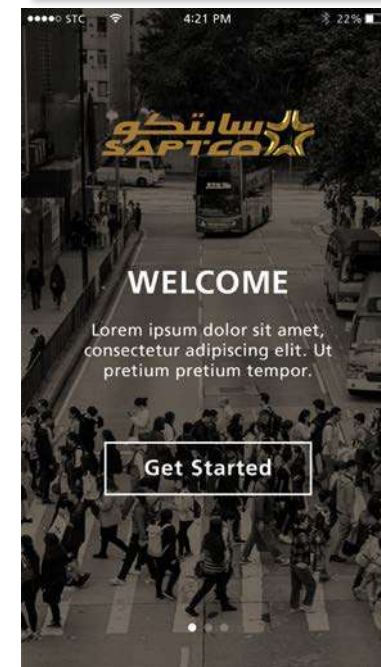 STC 4:21 PM 22%
سابتكو
SAPTCO
WELCOME
Lorem ipsum dolor sit amet,
consectetur adipiscing elit. Ut
pretium pretium tempor.
Get Started